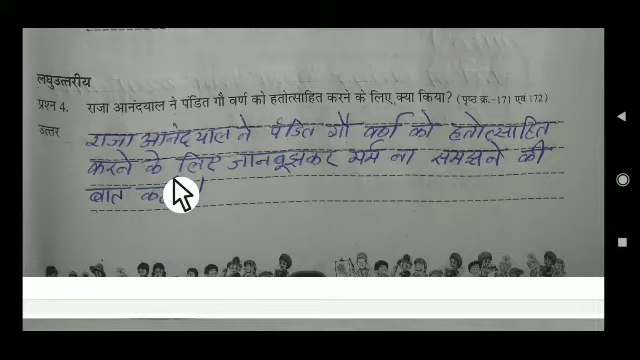 लघुउत्तरीय
प्रश्न 4. राजा आनंदयाल ने पंडित गौ वर्ण को हतोत्साहित करने के लिए क्या किया? (पृष्ठ क्र.-171 एवं 172)
उत्तर राजा आनंदयाल ने पंडित गौ वर्ण को हतोत्साहित
करने के लिए जानबूझकर मर्म ना समझने की
बात